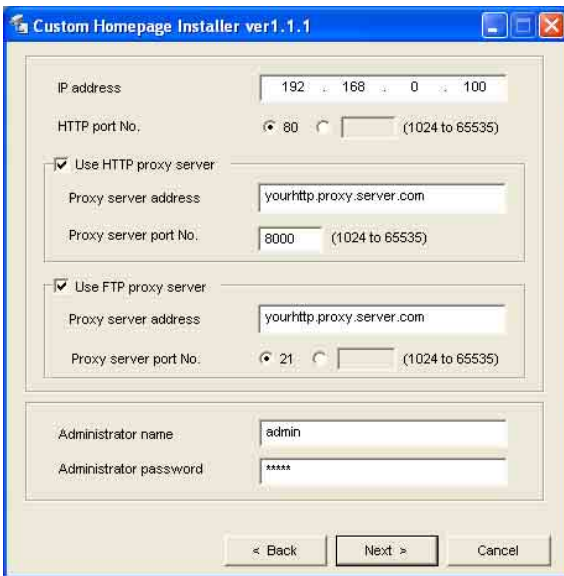 Custom Homepage Installer ver1.1.1
IP address 192 . 168 . 0 . 100
HTTP port No. 80 (1024 to 65535)
Use HTTP proxy server
Proxy server address yourhttp.proxy.server.com
Proxy server port No. 8000 (1024 to 65535)
Use FTP proxy server
Proxy server address yourhttp.proxy.server.com
Proxy server port No. 21 (1024 to 65535)
Administrator name admin
Administrator password *****
< Back Next > Cancel